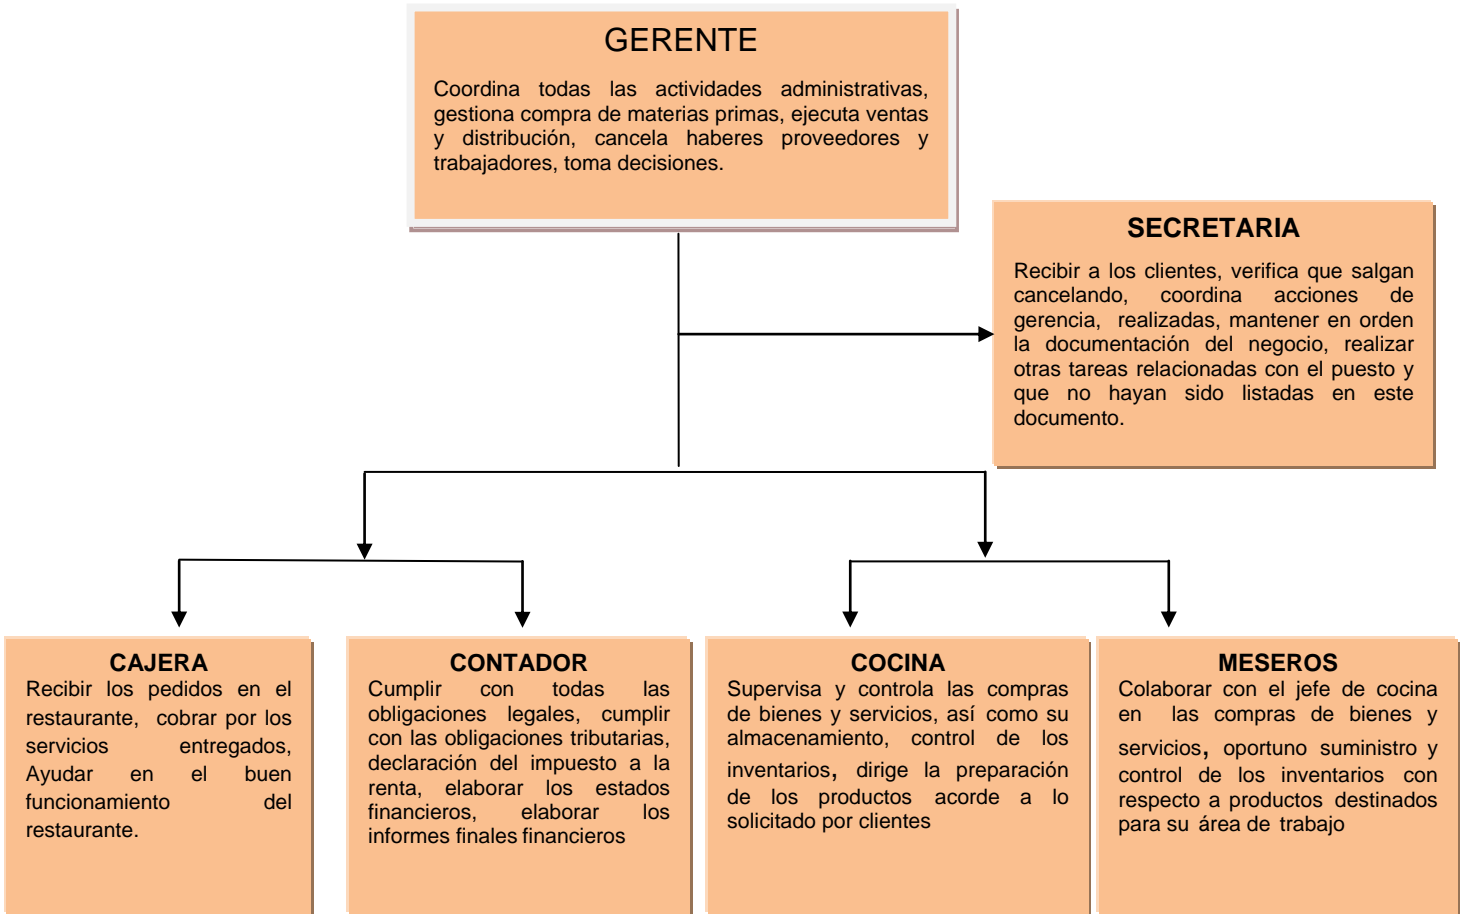 GERENTE
Coordina todas las actividades administrativas,
gestiona compra de materias primas, ejecuta ventas
y distribución, cancela haberes proveedores y
trabajadores, toma decisiones.
SECRETARIA
Recibir a los clientes, verifica que salgan
cancelando, coordina acciones de
gerencia, realizadas, mantener en orden
la documentación del negocio, realizar
otras tareas relacionadas con el puesto y
que no hayan sido listadas en este
documento.
CAJERA
Recibir los pedidos en el
restaurante, cobrar por los
servicios entregados,
Ayudar en el buen
funcionamiento del
restaurante.
CONTADOR
Cumplir con todas las
obligaciones legales, cumplir
con las obligaciones tributarias,
declaración del impuesto a la
renta, elaborar los estados
financieros, elaborar los
informes finales financieros
COCINA
Supervisa y controla las compras
de bienes y servicios, así como su
almacenamiento, control de los
inventarios, dirige la preparación
de los productos acorde a lo
solicitado por clientes
MESEROS
Colaborar con el jefe de cocina
en las compras de bienes y
servicios, oportuno suministro y
control de los inventarios con
respecto a productos destinados
para su área de trabajo